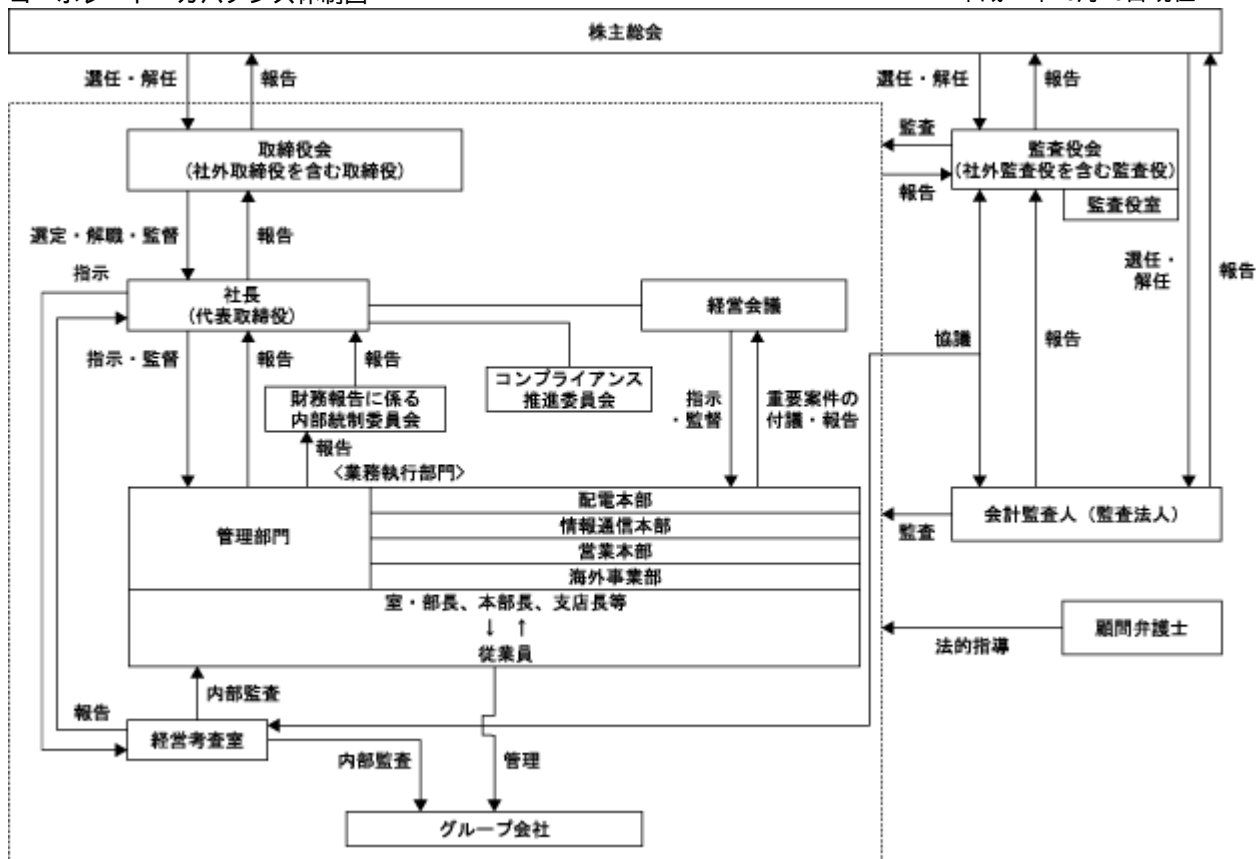 株主総会
選任・解任
報告
選任・解任
報告
取締役会
(社外取締役を含む取締役)
監査
監査役会
(社外監査役を含む監査役)
報告
監査役室
選定・解職・監督
報告
指示
選任・
解任
報告
社長
(代表取締役)
経営会議
指示・監督
報告
報告
協議
報告
コンプライアンス
推進委員会
財務報告に係る
内部統制委員会
指示
・監督
重要案件の
付議・報告
報告
〈業務執行部門〉
管理部門
配電本部
情報通信本部
営業本部
海外事業部
会計監査人（監査法人）
監査
室・部長、本部長、支店長等
↓ ↑
従業員
顧問弁護士
法的指導
内部監査
報告
経営考査室
内部監査
管理
グループ会社